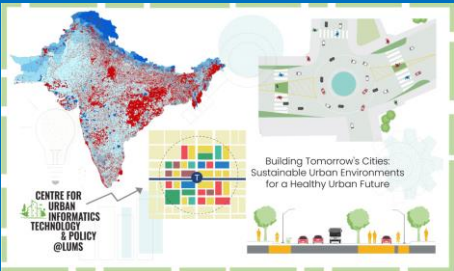 Building Tomorrow's Cities:
Sustainable Urban Environments
for a Healthy Urban Future
T
CENTRE FOR
URBAN
INFORMATICS
TECHNOLOGY
& POLICY
@LUMS